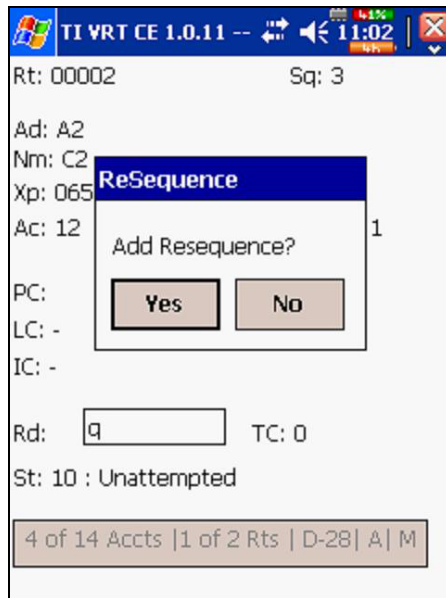 TI VRT CE 1.0.11 -- 41% 11:02
4h
Rt: 00002 Sq: 3
Ad: A2
Nm: C2
ReSequence
Xp: 065
Ac: 12 1
Add Resequence?
PC:
Yes No
LC: -
IC: -
Rd: q TC: 0
St: 10 : Unattempted
4 of 14 Accts |1 of 2 Rts | D-28| A| M